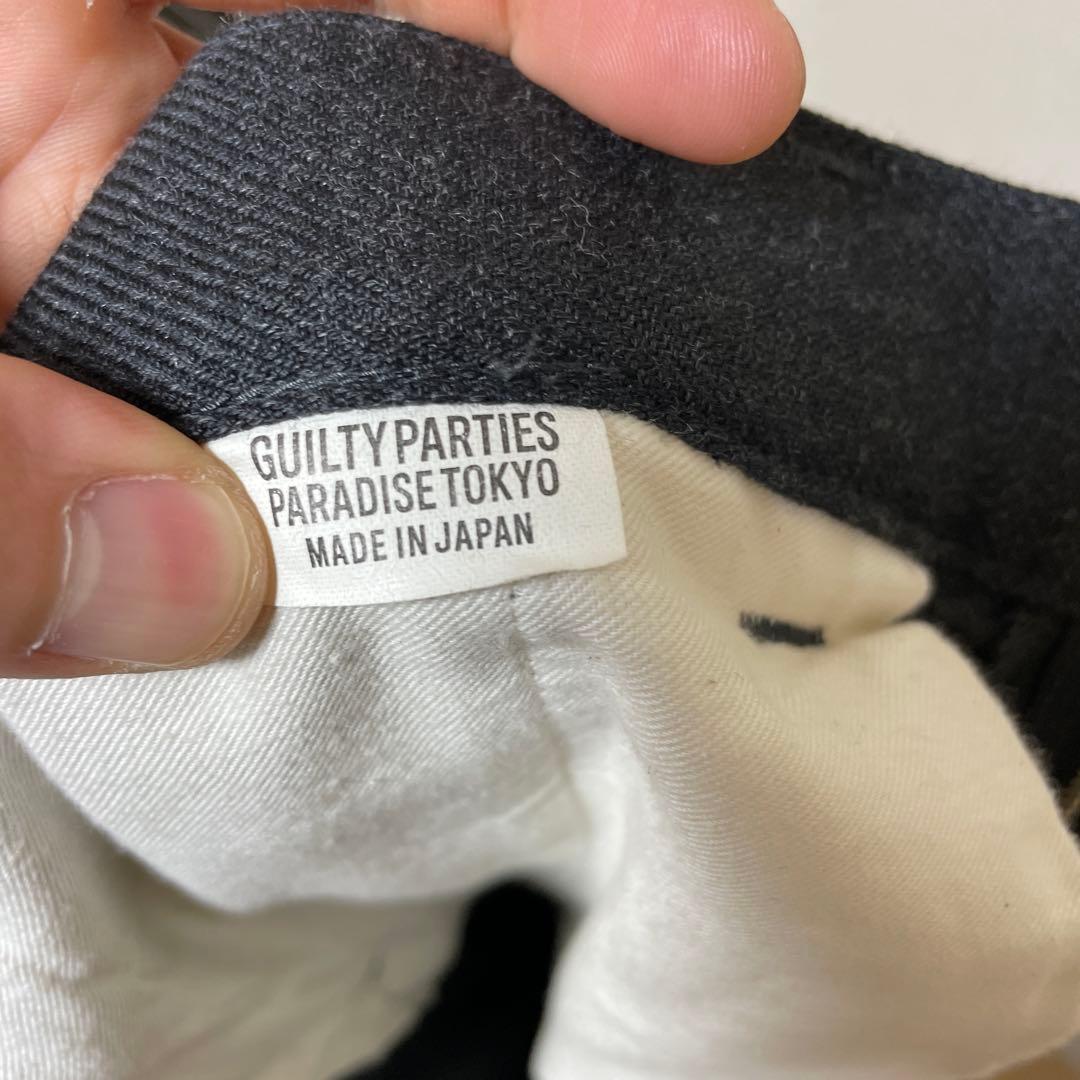 GUILTY PARTIES
PARADISE TOKYO
MADE IN JAPAN